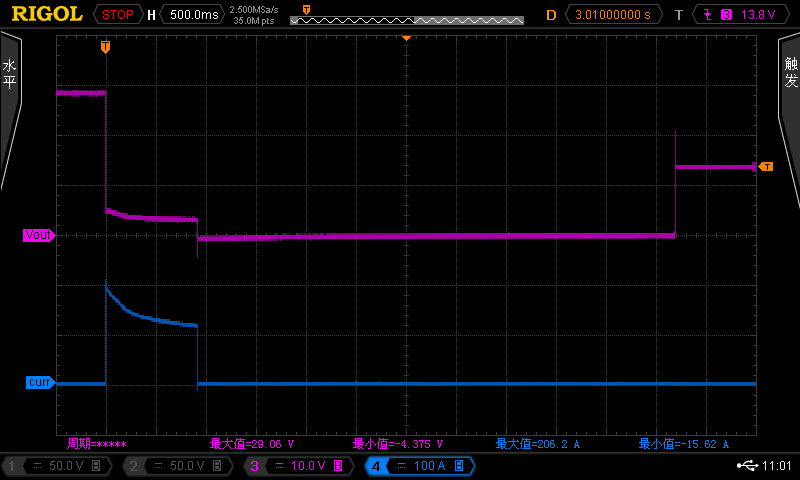 RIGOL STOP H 500.0ms 2.500MSa/s 35.0M pts T D 3.01000000 s T 3 13.8 V
水平
触发
T
T
Vout
curr
周期=***** 最大值=29.06 V 最小值=-4.375 V 最大值=206.2 A 最小值=-15.62 A
1 50.0 V B 2 50.0 V B 3 10.0 V B 4 100 A B 11:01